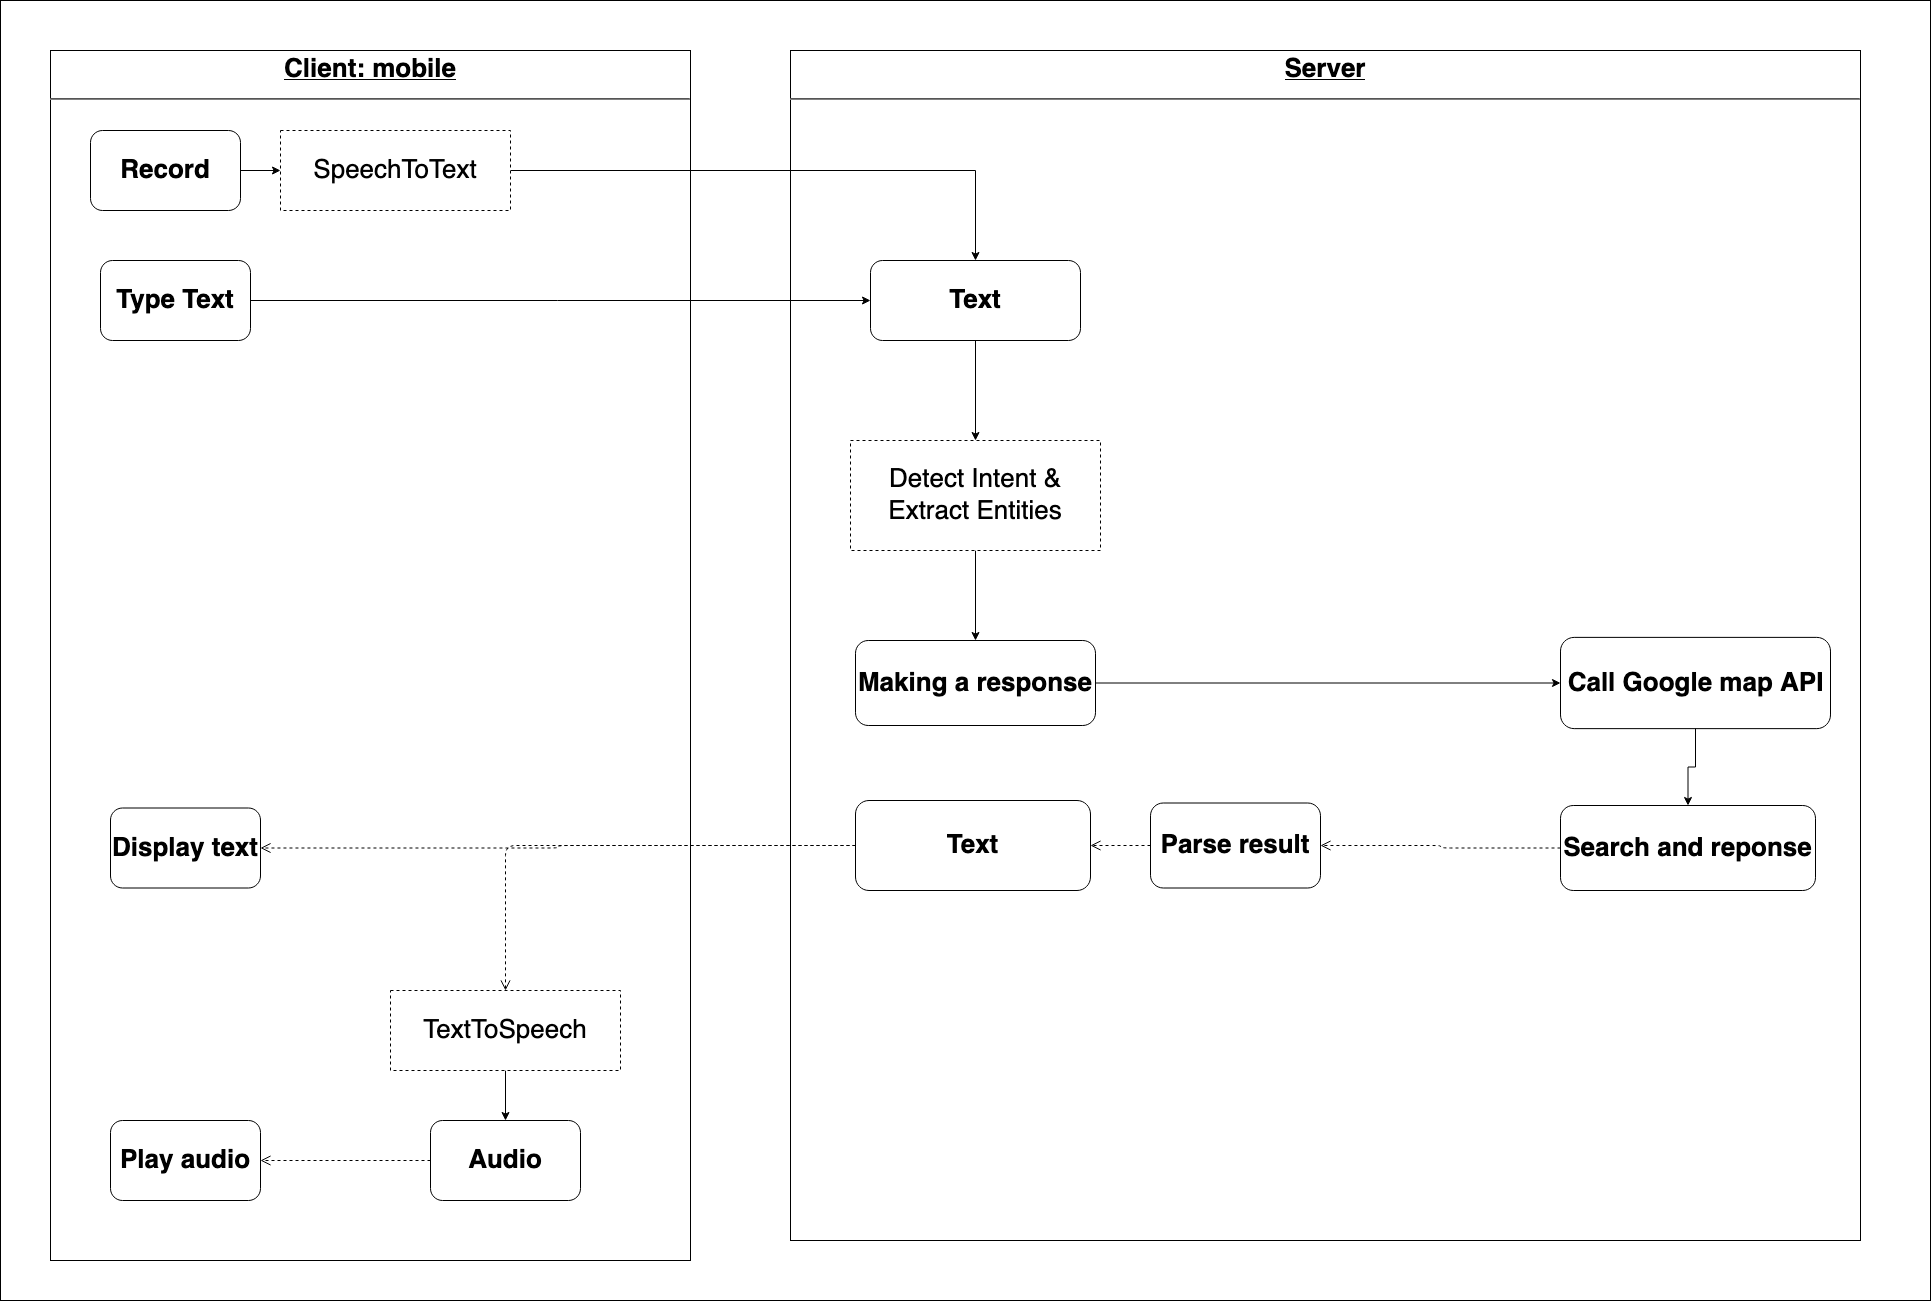 Client: mobile
Server
Record
SpeechToText
Type Text
Text
Detect Intent &
Extract Entities
Making a response
Call Google map API
Display text
Text
Parse result
Search and reponse
TextToSpeech
Play audio
Audio